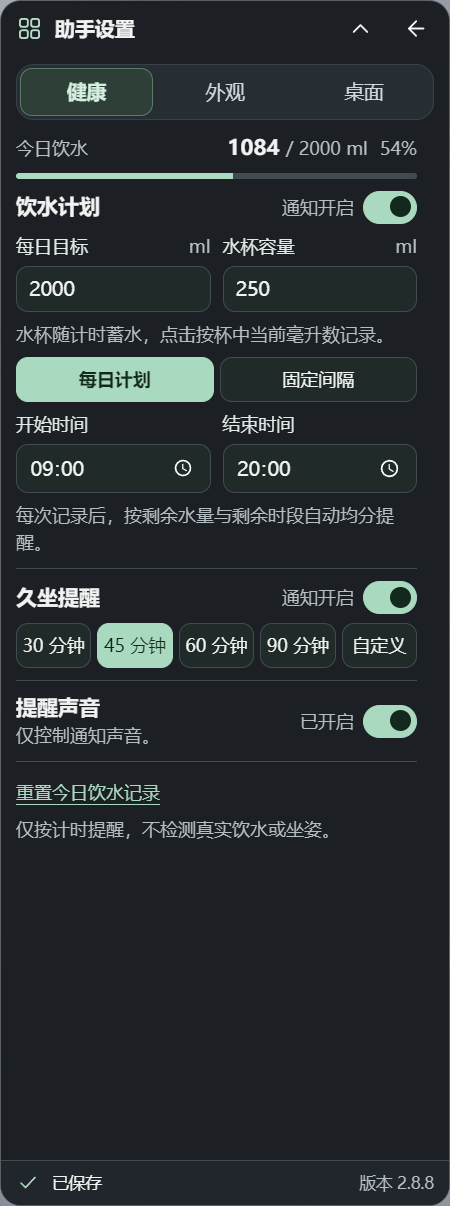 助手设置
健康 外观 桌面
今日饮水 1084 / 2000 ml 54%
饮水计划 通知开启
每日目标 ml 水杯容量 ml
2000 250
水杯随计时蓄水，点击按杯中当前毫升数记录。
每日计划 固定间隔
开始时间 结束时间
09:00 20:00
每次记录后，按剩余水量与剩余时段自动均分提
醒。
久坐提醒 通知开启
30 分钟 45 分钟 60 分钟 90 分钟 自定义
提醒声音 已开启
仅控制通知声音。
重置今日饮水记录
仅按计时提醒，不检测真实饮水或坐姿。
已保存 版本 2.8.8